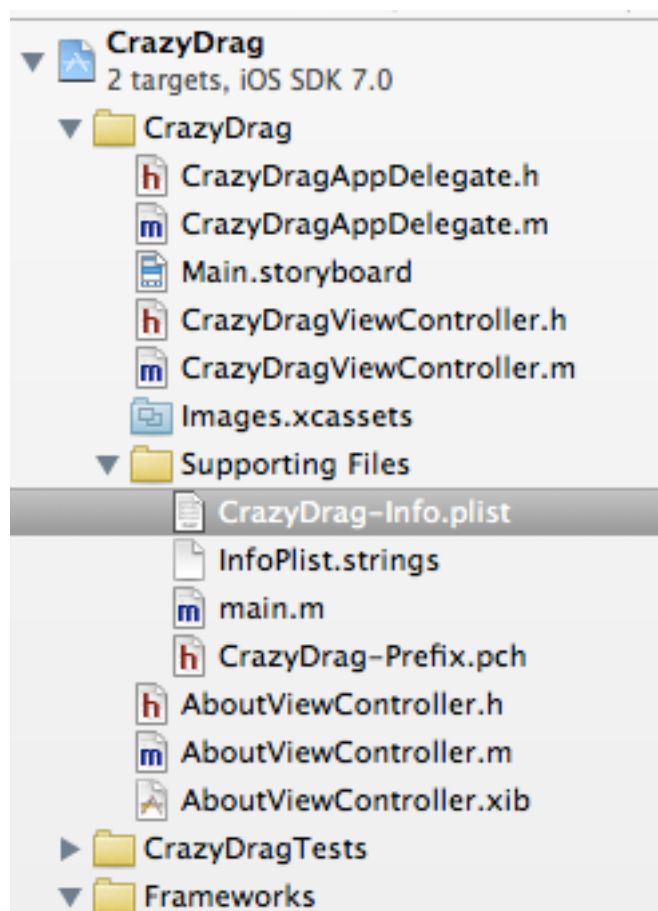 CrazyDrag
2 targets, iOS SDK 7.0
CrazyDrag
h CrazyDragAppDelegate.h
m CrazyDragAppDelegate.m
Main.storyboard
h CrazyDragViewController.h
m CrazyDragViewController.m
Images.xcassets
Supporting Files
CrazyDrag-Info.plist
InfoPlist.strings
m main.m
h CrazyDrag-Prefix.pch
h AboutViewController.h
m AboutViewController.m
AboutViewController.xib
CrazyDragTests
Frameworks